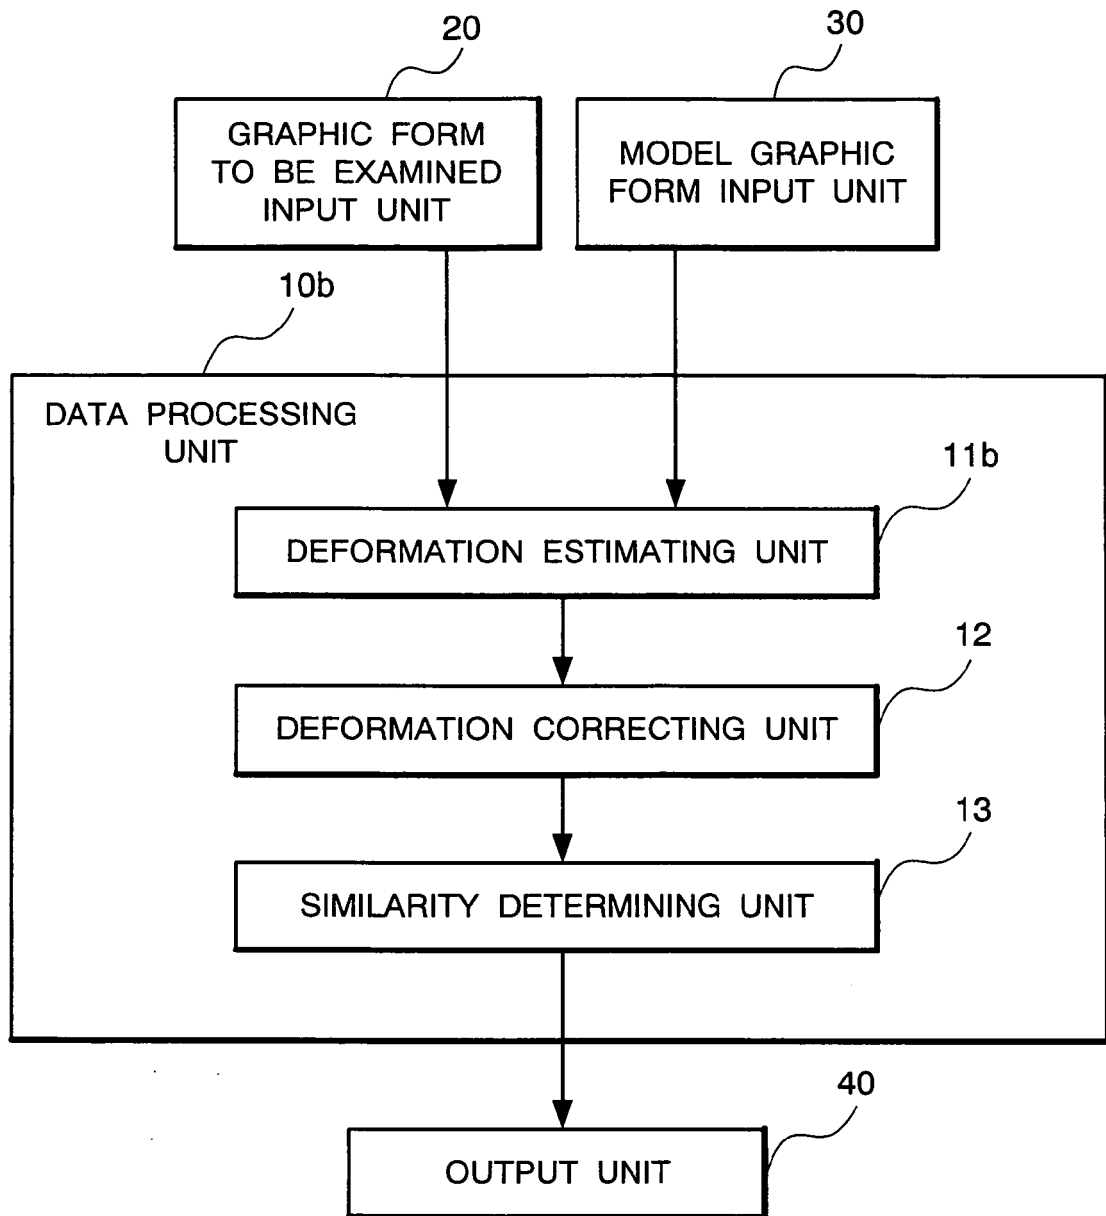 20
30
GRAPHIC FORM
TO BE EXAMINED
INPUT UNIT
MODEL GRAPHIC
FORM INPUT UNIT
10b
DATA PROCESSING
UNIT
11b
DEFORMATION ESTIMATING UNIT
12
DEFORMATION CORRECTING UNIT
13
SIMILARITY DETERMINING UNIT
40
OUTPUT UNIT